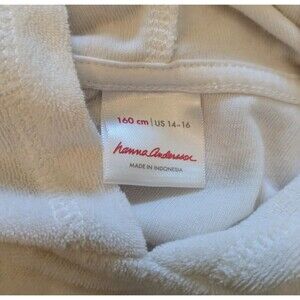 160 cm | US 14-16
hanna andersson
MADE IN INDONESIA